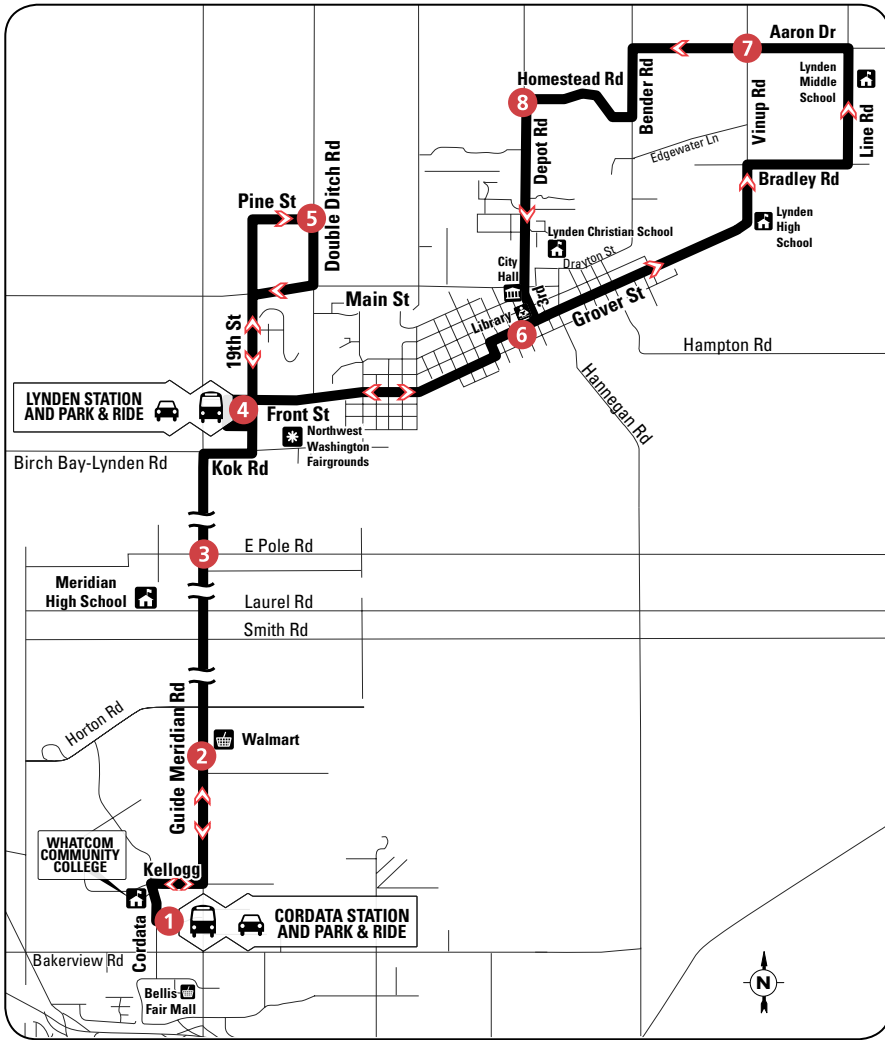 Aaron Dr
7
Lynden
Middle
School
Homestead Rd
8
Bender Rd
Vinup Rd
Line Rd
Depot Rd
Edgewater Ln
Bradley Rd
Pine St
5
Double Ditch Rd
Lynden Christian School
Lynden
High
School
City
Hall
Drayton St
3rd
Main St
Library
6
Grover St
19th St
Hampton Rd
Hannegan Rd
LYNDEN STATION
AND PARK & RIDE
4
Front St
Northwest
Washington
Fairgrounds
Birch Bay-Lynden Rd
Kok Rd
3
E Pole Rd
Meridian
High School
Laurel Rd
Smith Rd
Horton Rd
Guide Meridian Rd
2
Walmart
WHATCOM
COMMUNITY
COLLEGE
Kellogg
1
CORDATA STATION
AND PARK & RIDE
Cordata
Bakerview Rd
Bellis
Fair Mall
N